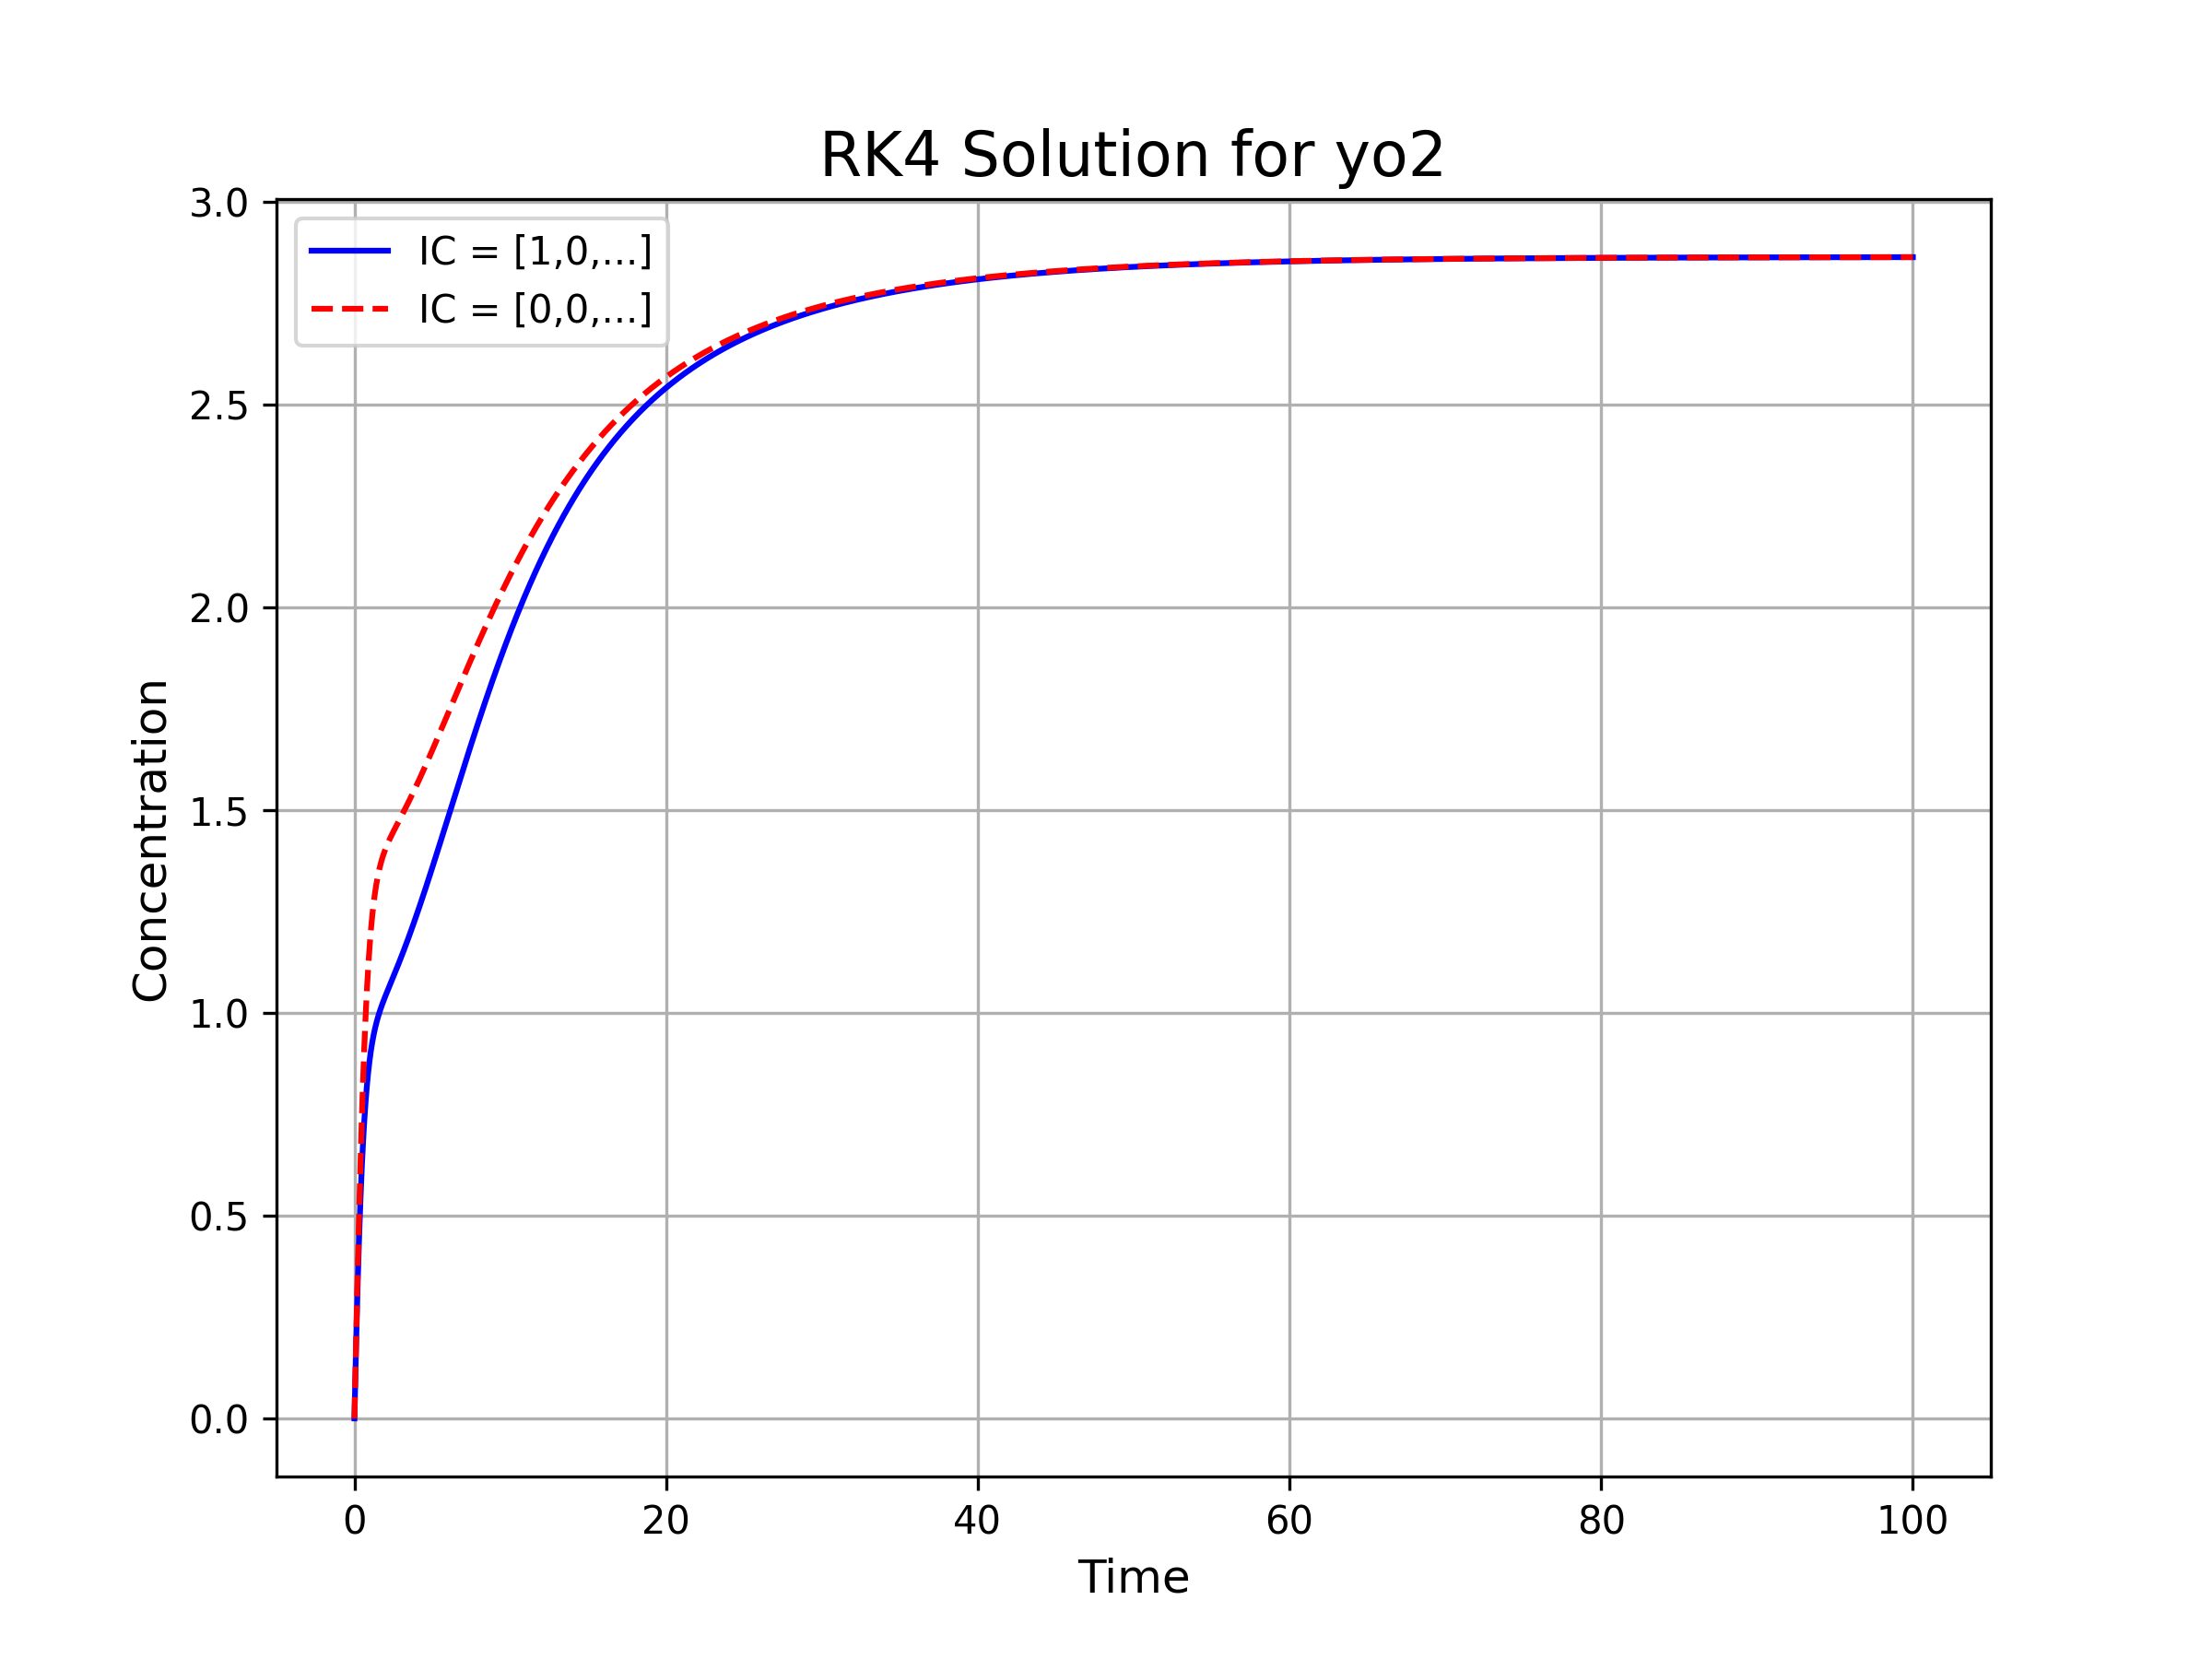 RK4 Solution for yo2
IC = [1,0,...]
IC = [0,0,...]
Concentration
3.0
2.5
2.0
1.5
1.0
0.5
0.0
0
20
40
60
80
100
Time